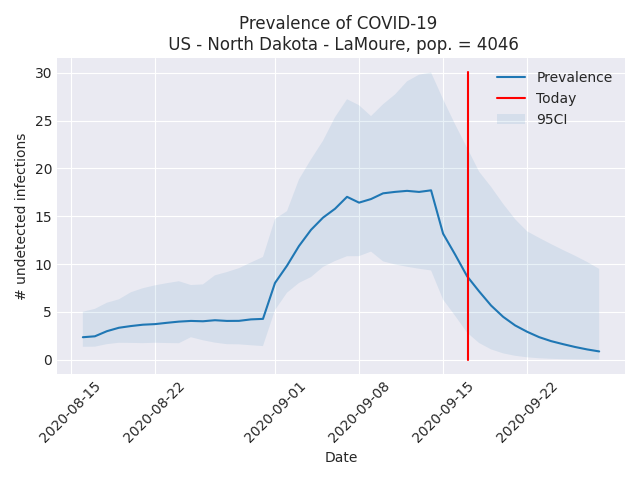 Prevalence of COVID-19
US - North Dakota - LaMoure, pop. = 4046
Prevalence
Today
95CI
# undetected infections
30
25
20
15
10
5
0
2020-08-15
2020-08-22
2020-09-01
2020-09-08
2020-09-15
2020-09-22
Date